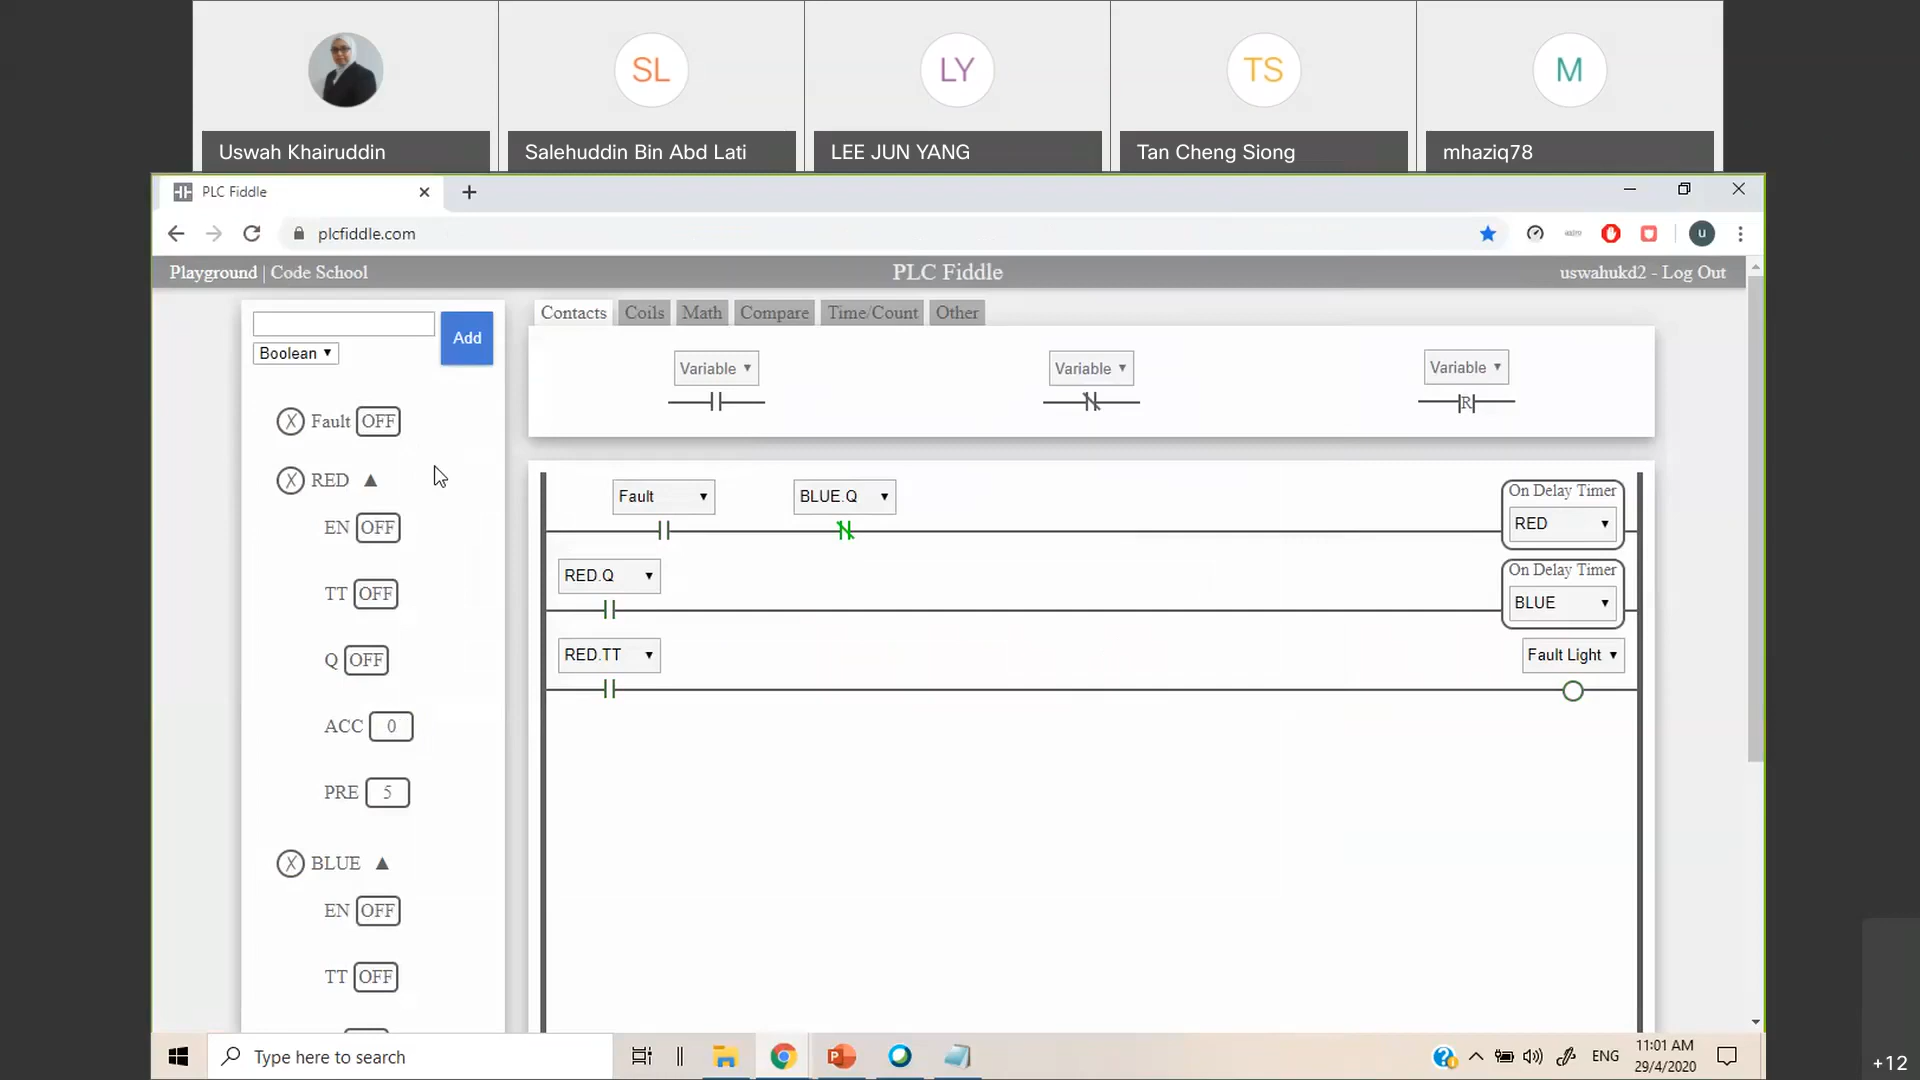 SL
LY
TS
M
Uswah Khairuddin
Salehuddin Bin Abd Lati
LEE JUN YANG
Tan Cheng Siong
mhaziq78
PLC Fiddle
plcfiddle.com
u
Playground | Code School
PLC Fiddle
uswahukd2 - Log Out
Add
Boolean
Contacts
Coils
Math
Compare
Time/Count
Other
Variable
Variable
Variable
R
X Fault OFF
X RED
EN OFF
TT OFF
Q OFF
ACC 0
PRE 5
X BLUE
EN OFF
TT OFF
Fault
BLUE.Q
On Delay Timer
RED
RED.Q
On Delay Timer
BLUE
RED.TT
Fault Light
Type here to search
ENG
11:01 AM
29/4/2020
+12